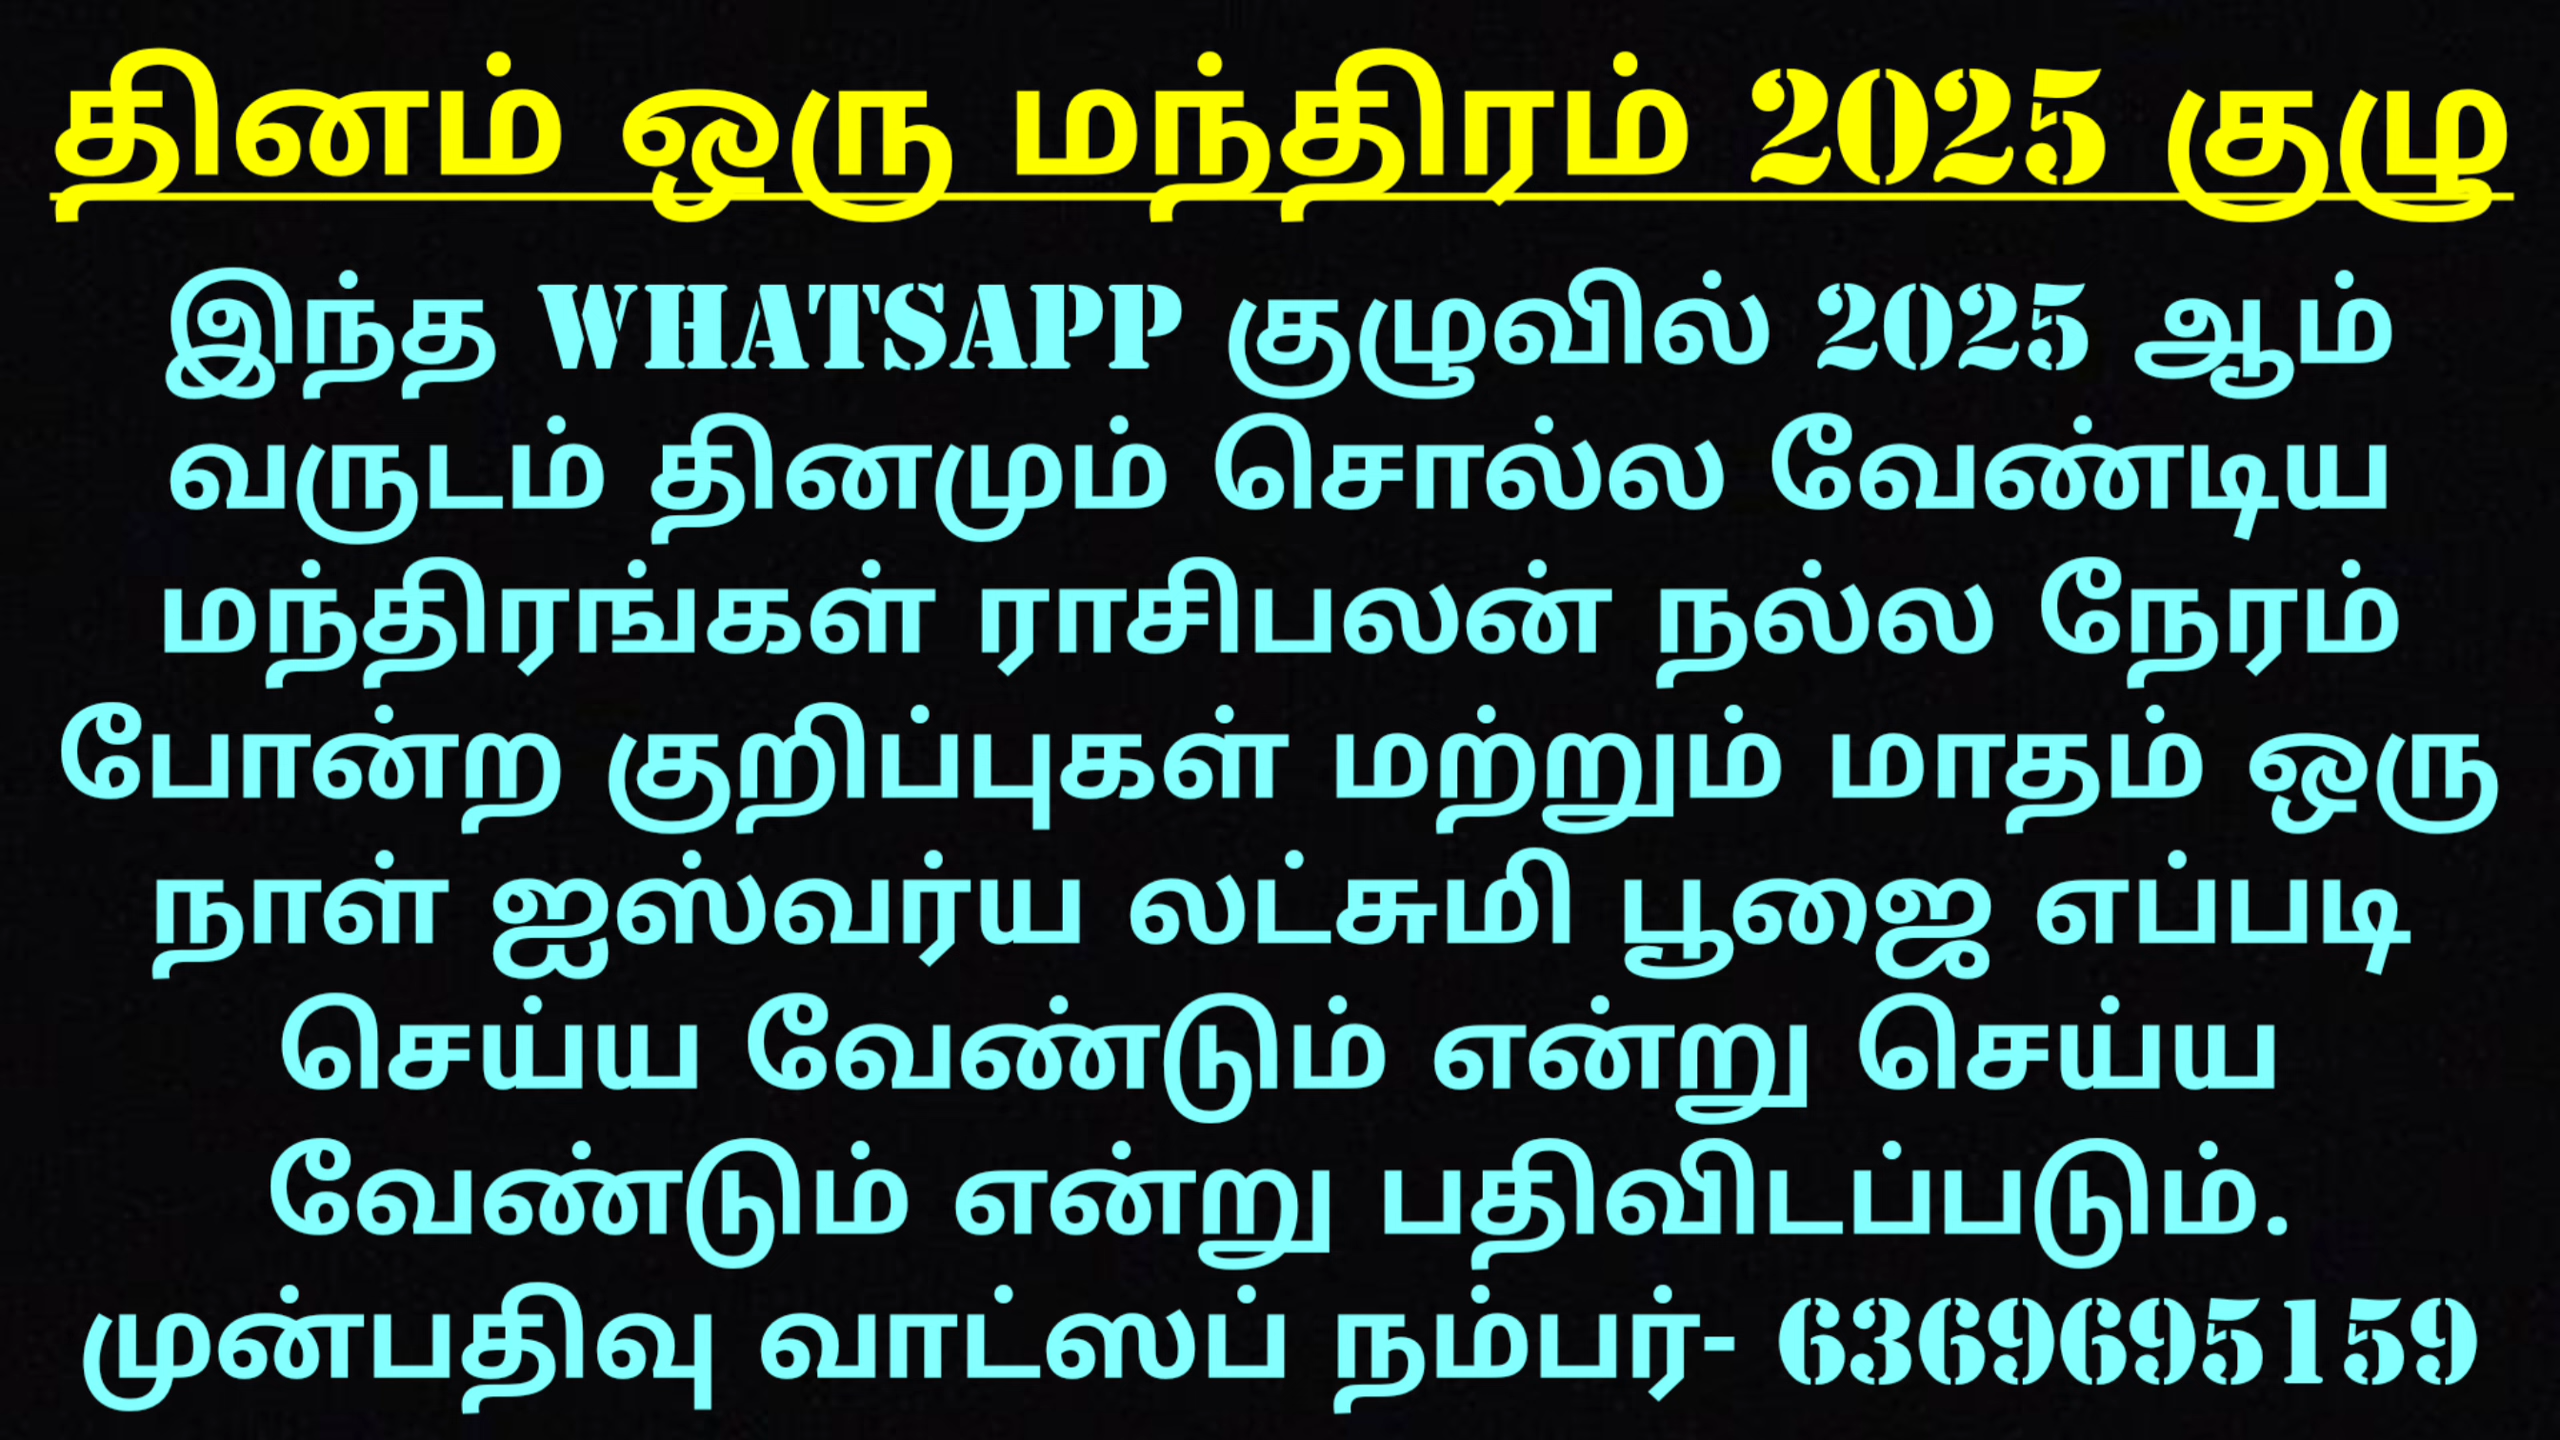 தினம் ஒரு மந்திரம் 2025 குழு
இந்த WHATSAPP குழுவில் 2025 ஆம்
வருடம் தினமும் சொல்ல வேண்டிய
மந்திரங்கள் ராசிபலன் நல்ல நேரம்
போன்ற குறிப்புகள் மற்றும் மாதம் ஒரு
நாள் ஐஸ்வர்ய லட்சுமி பூஜை எப்படி
செய்ய வேண்டும் என்று செய்ய
வேண்டும் என்று பதிவிடப்படும்.
முன்பதிவு வாட்ஸப் நம்பர்- 6369695159